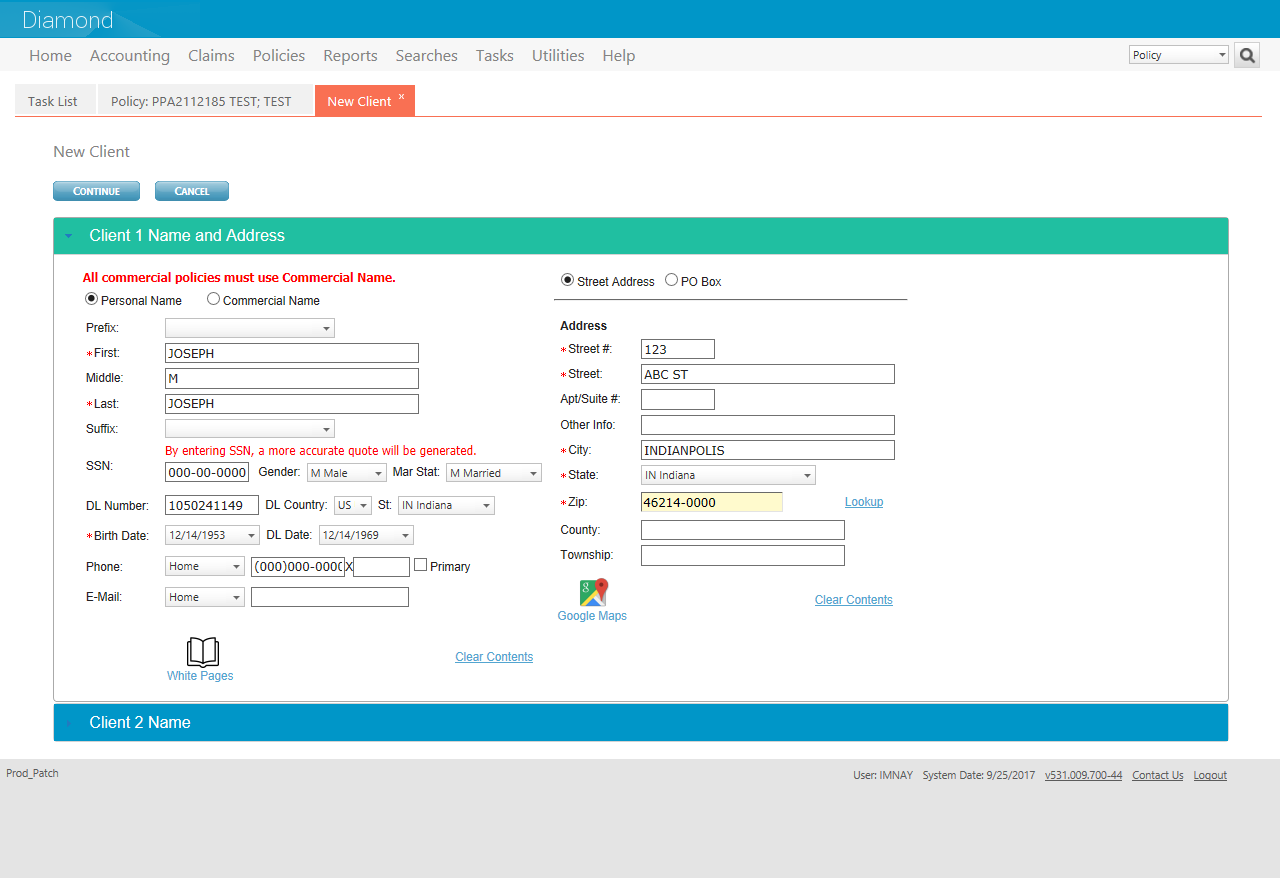 Diamond
Home Accounting Claims Policies Reports Searches Tasks Utilities Help Policy
Task List Policy: PPA2112185 TEST; TEST New Client ×
New Client
CONTINUE CANCEL
Client 1 Name and Address
All commercial policies must use Commercial Name.
Personal Name Commercial Name
Prefix:
*First: JOSEPH
Middle: M
*Last: JOSEPH
Suffix:
By entering SSN, a more accurate quote will be generated.
SSN: 000-00-0000 Gender: M Male Mar Stat: M Married
DL Number: 1050241149 DL Country: US St: IN Indiana
*Birth Date: 12/14/1953 DL Date: 12/14/1969
Phone: Home (000)000-0000 X Primary
E-Mail: Home
White Pages
Clear Contents
Street Address PO Box
Address
*Street #: 123
*Street: ABC ST
Apt/Suite #:
Other Info:
*City: INDIANPOLIS
*State: IN Indiana
*Zip: 46214-0000 Lookup
County:
Township:
Google Maps
Clear Contents
Client 2 Name
Prod_Patch User: IMNAY System Date: 9/25/2017 v531.009.700-44 Contact Us Logout